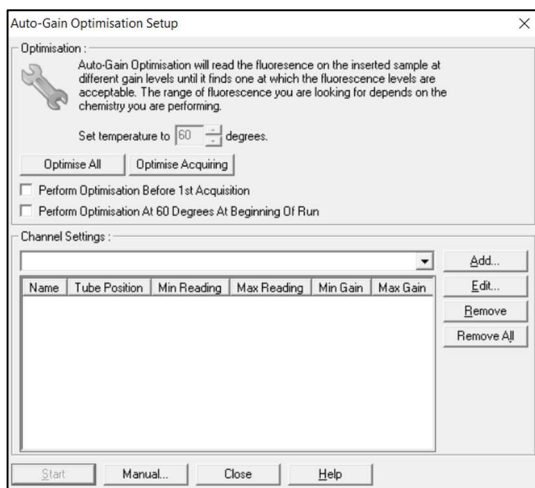 Auto-Gain Optimisation Setup
Optimisation :
Auto-Gain Optimisation will read the fluoresence on the inserted sample at
different gain levels until it finds one at which the fluorescence levels are
acceptable. The range of fluorescence you are looking for depends on the
chemistry you are performing.
Set temperature to 60 degrees.
Optimise All Optimise Acquiring
Perform Optimisation Before 1st Acquisition
Perform Optimisation At 60 Degrees At Beginning Of Run
Channel Settings :
Add...
Name Tube Position Min Reading Max Reading Min Gain Max Gain Edit...
Remove
Remove All
Start Manual... Close Help